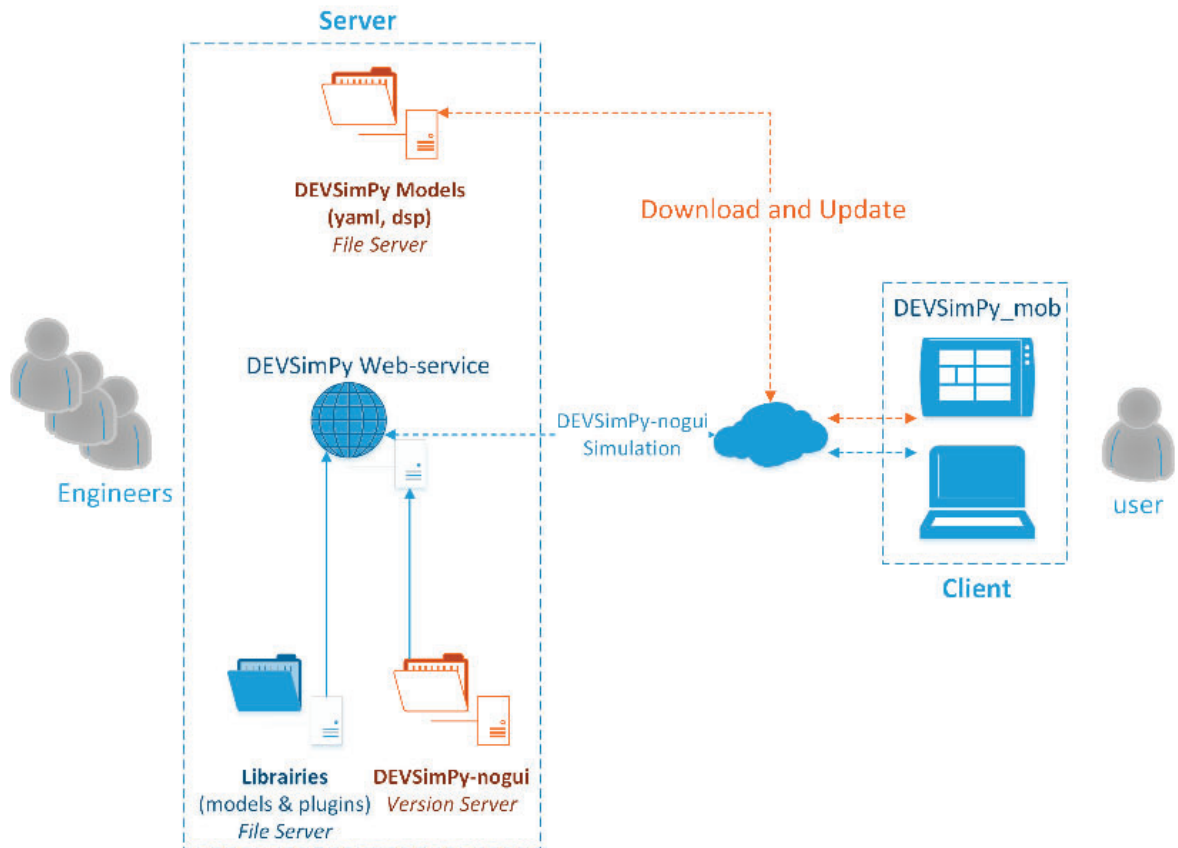 Server
DEVSimPy Models
(yaml, dsp)
File Server
Download and Update
DEVSimPy_mob
DEVSimPy Web-service
DEVSimPy-nogui
Simulation
Engineers
user
Client
Librairies
(models & plugins)
File Server
DEVSimPy-nogui
Version Server